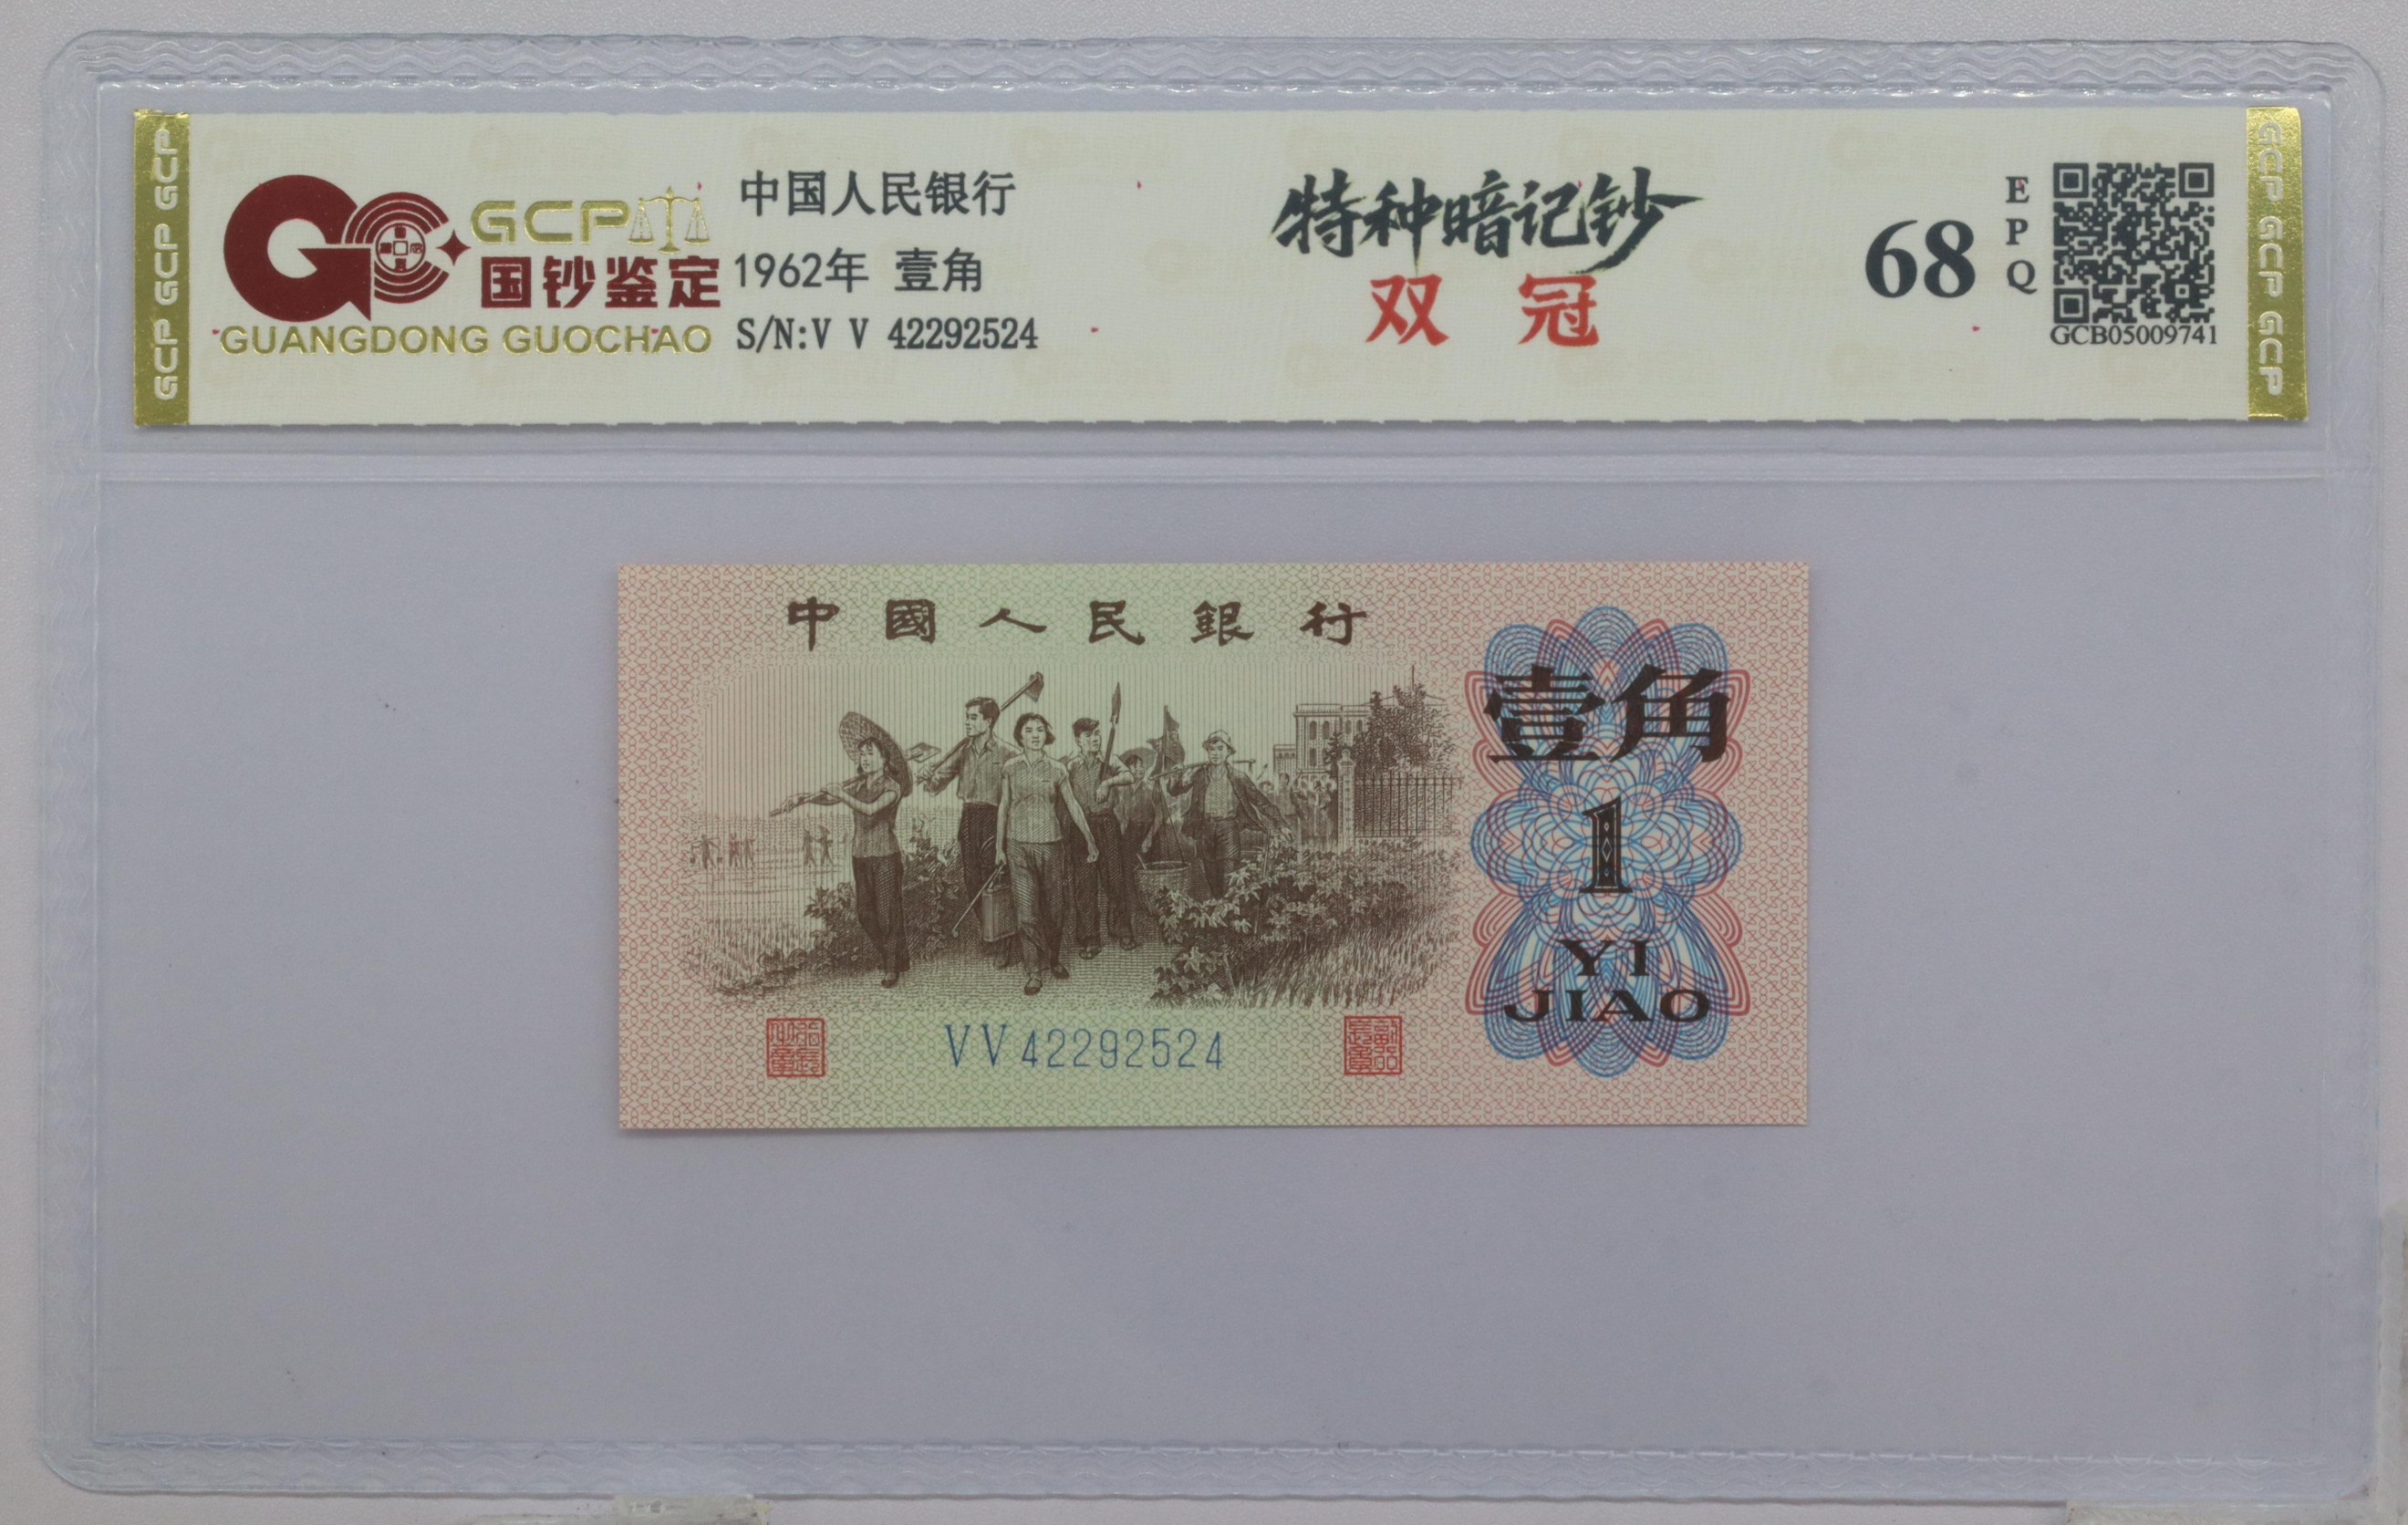 GCP GCP GCP
GCP
国钞鉴定
GUANGDONG GUOCHAO
中国人民银行
1962年 壹角
S/N:V V 42292524
特种暗记钞
双 冠
68
EPQ
GCB05009741
GCP GCP GCP
中國人民銀行
壹角
1
YI
JIAO
VV42292524